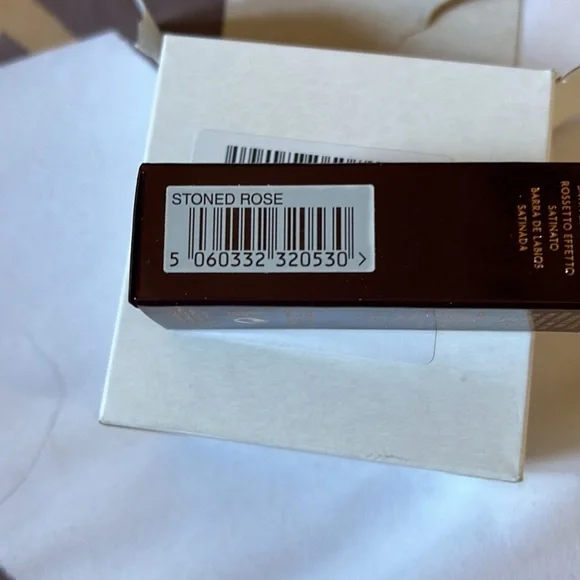 STONED ROSE
5 060332 320530 >
ROSSETTO EFFETTO
SATINATO
BARRA DE LABIOS
SATINADA